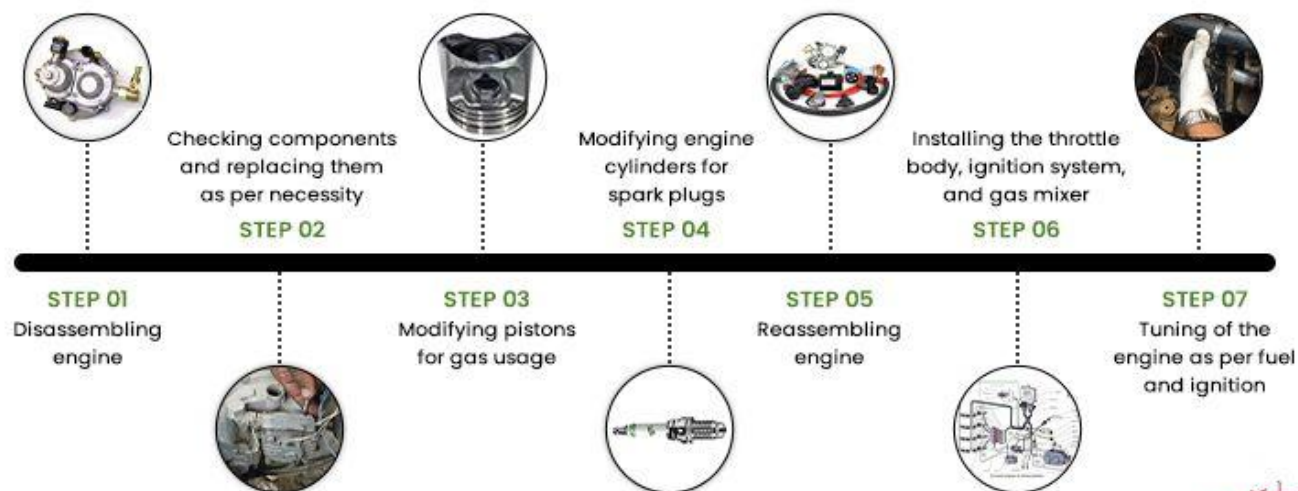 STEP 01
Disassembling
engine
Checking components
and replacing them
as per necessity
STEP 02
STEP 03
Modifying pistons
for gas usage
Modifying engine
cylinders for
spark plugs
STEP 04
STEP 05
Reassembling
engine
Installing the throttle
body, ignition system,
and gas mixer
STEP 06
STEP 07
Tuning of the
engine as per fuel
and ignition